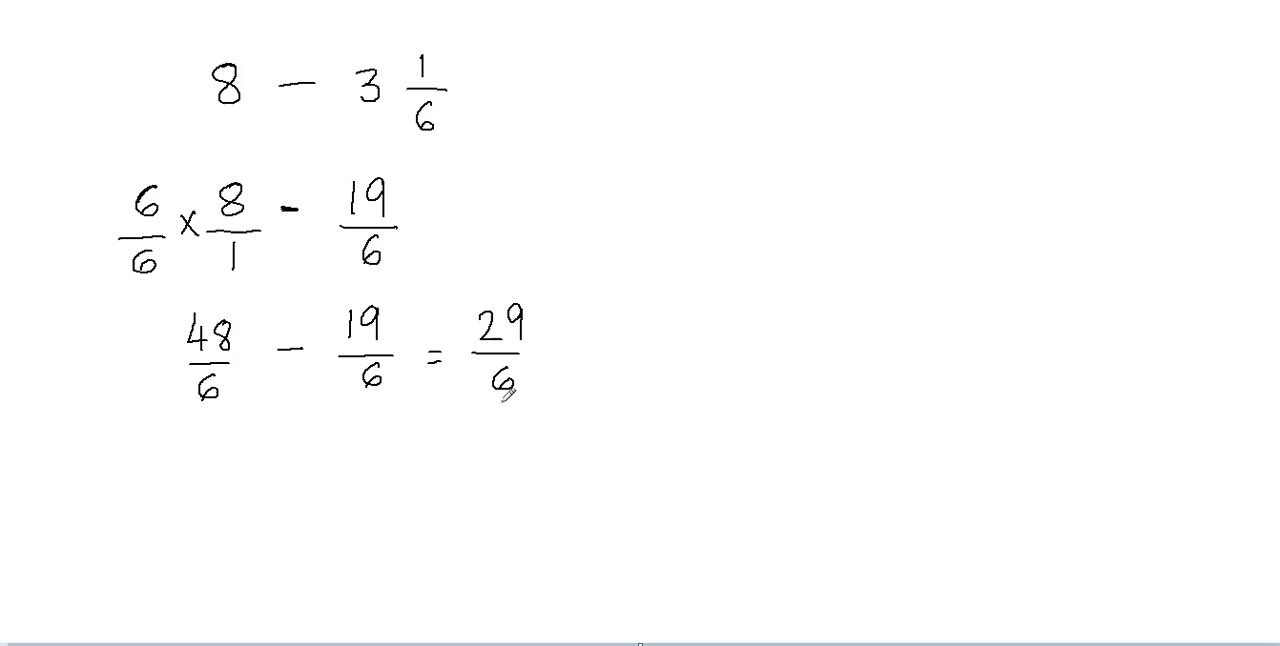 8 - 3 1/6
6/6 × 8/1 - 19/6
48/6 - 19/6 = 29/6